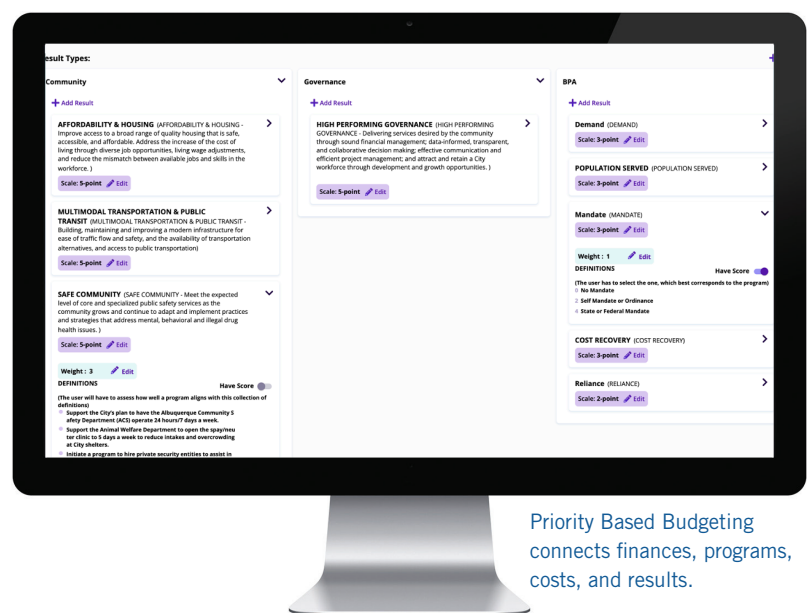 esult Types:
Community
Add Result
AFFORDABILITY & HOUSING (AFFORDABILITY & HOUSING -
Improve access to a broad range of quality housing that is safe,
accessible, and affordable. Address the increase of the cost of
living through diverse job opportunities, living wage adjustments,
and reduce the mismatch between available jobs and skills in the
workforce. )
Scale: 5-point Edit
MULTIMODAL TRANSPORTATION & PUBLIC
TRANSIT (MULTIMODAL TRANSPORTATION & PUBLIC TRANSIT -
Building, maintaining and improving a modern infrastructure for
ease of traffic flow and safety, and the availability of transportation
alternatives, and access to public transportation)
Scale: 5-point Edit
SAFE COMMUNITY (SAFE COMMUNITY - Meet the expected
level of core and specialized public safety services as the
community grows and continue to adapt and implement practices
and strategies that address mental, behavioral and illegal drug
health issues. )
Scale: 5-point Edit
Weight : 3 Edit
DEFINITIONS Have Score
(The user will have to assess how well a program aligns with this collection of
definitions)
Support the City's plan to have the Albuquerque Community S
afety Department (ACS) operate 24 hours/7 days a week.
Support the Animal Welfare Department to open the spay/neu
ter clinic to 5 days a week to reduce intakes and overcrowding
at City shelters.
Initiate a program to hire private security entities to assist in
Governance
Add Result
HIGH PERFORMING GOVERNANCE (HIGH PERFORMING
GOVERNANCE - Delivering services desired by the community
through sound financial management; data-informed, transparent,
and collaborative decision making; effective communication and
efficient project management; and attract and retain a City
workforce through development and growth opportunities. )
Scale: 5-point Edit
BPA
Add Result
Demand (DEMAND)
Scale: 3-point Edit
POPULATION SERVED (POPULATION SERVED)
Scale: 3-point Edit
Mandate (MANDATE)
Scale: 3-point Edit
Weight : 1 Edit
DEFINITIONS Have Score
(The user has to select the one, which best corresponds to the program)
0 No Mandate
2 Self Mandate or Ordinance
4 State or Federal Mandate
COST RECOVERY (COST RECOVERY)
Scale: 3-point Edit
Reliance (RELIANCE)
Scale: 2-point Edit
Priority Based Budgeting
connects finances, programs,
costs, and results.